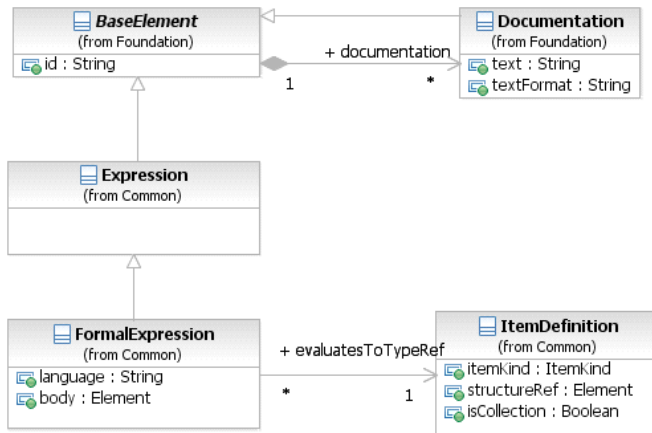 BaseElement
(from Foundation)
id : String
Documentation
(from Foundation)
text : String
textFormat : String
+ documentation
1
*
Expression
(from Common)
FormalExpression
(from Common)
language : String
body : Element
+ evaluatesToTypeRef
*
1
ItemDefinition
(from Common)
itemKind : ItemKind
structureRef : Element
isCollection : Boolean